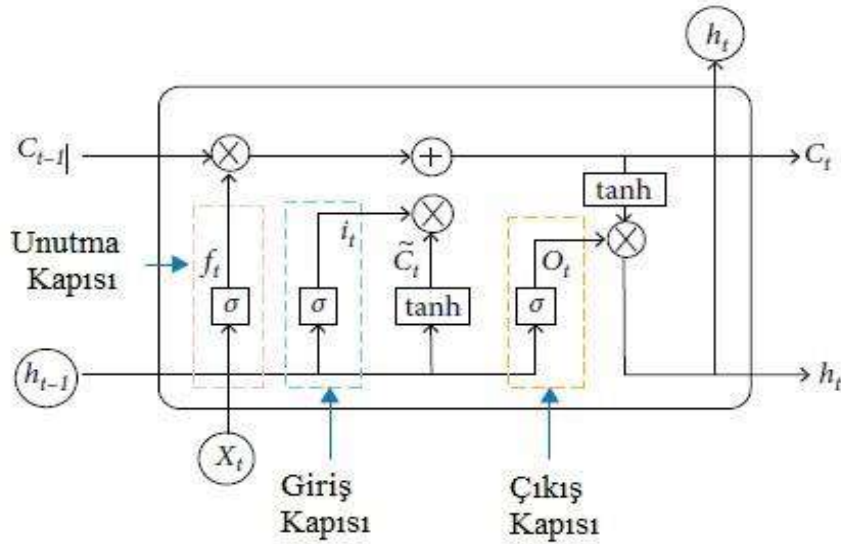 h_t
C_{t-1}|
C_t
tanh
Unutma
Kapısı
f_t
i_t
C̃_t
O_t
σ
σ
tanh
σ
h_{t-1}
h_t
X_t
Giriş
Kapısı
Çıkış
Kapısı